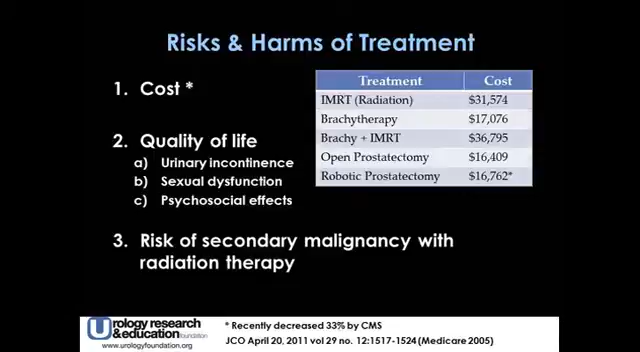 Risks & Harms of Treatment
1. Cost *
2. Quality of life
a) Urinary incontinence
b) Sexual dysfunction
c) Psychosocial effects
3. Risk of secondary malignancy with
radiation therapy
Treatment Cost
IMRT (Radiation) $31,574
Brachytherapy $17,076
Brachy + IMRT $36,795
Open Prostatectomy $16,409
Robotic Prostatectomy $16,762*
Urology research
&education foundation
www.urologyfoundation.org
* Recently decreased 33% by CMS
JCO April 20, 2011 vol 29 no. 12:1517-1524 (Medicare 2005)